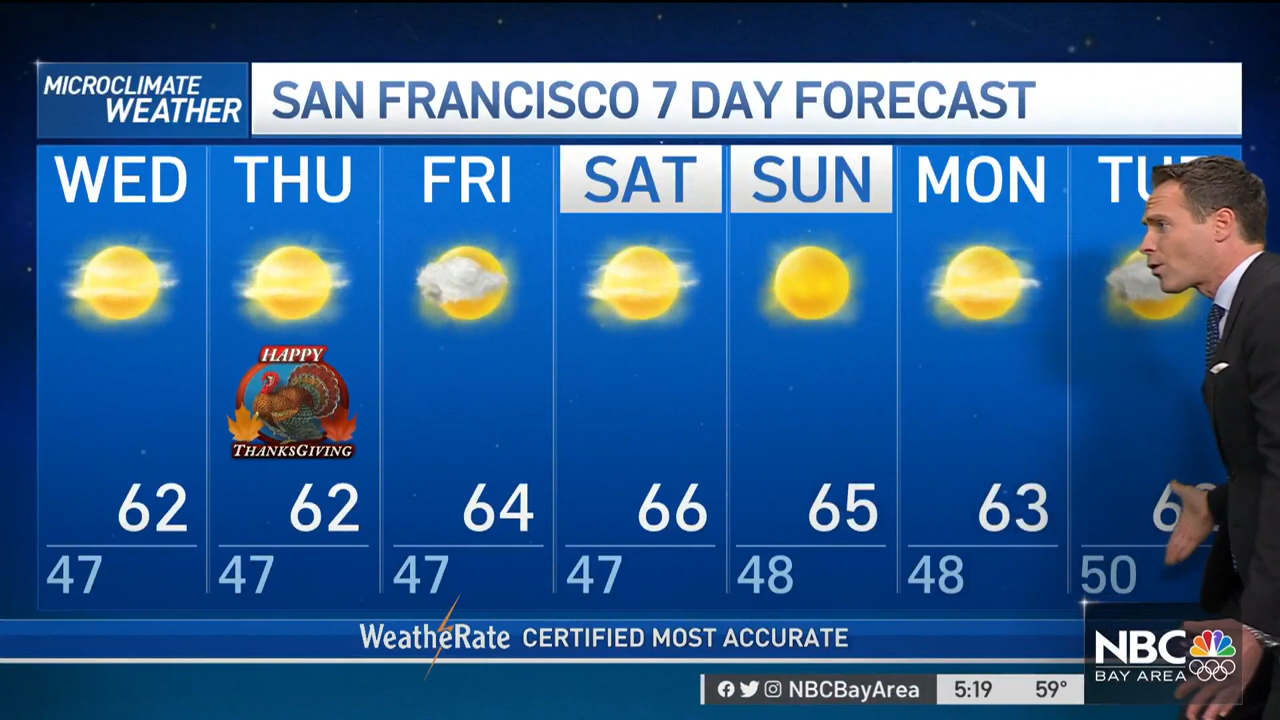 MICROCLIMATE
WEATHER
SAN FRANCISCO 7 DAY FORECAST
WED THU FRI SAT SUN MON
HAPPY
THANKSGIVING
62 62 64 66 65 63
47 47 47 47 48 48 50
WeatheRate CERTIFIED MOST ACCURATE
NBC
BAY AREA
NBCBayArea 5:19 59°